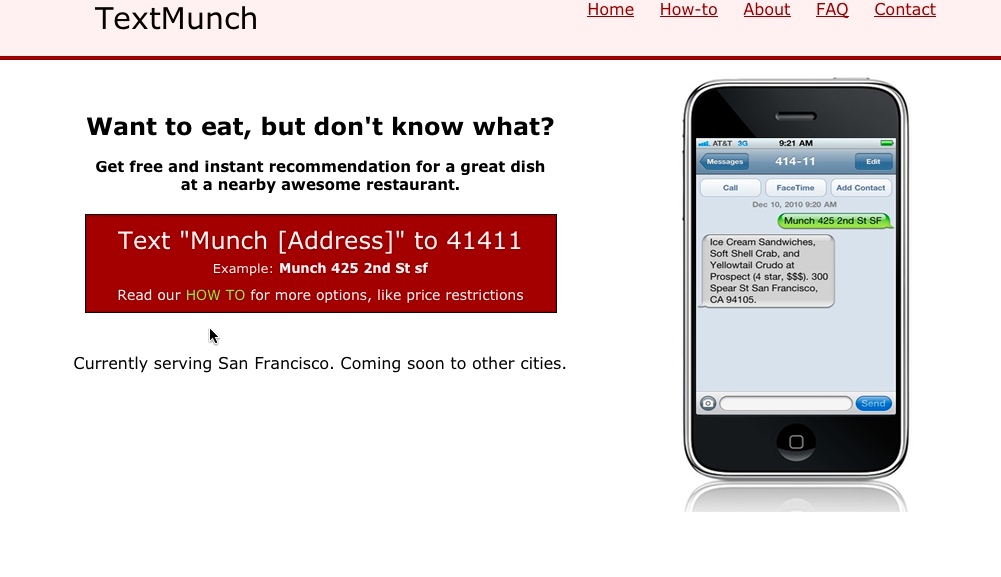 TextMunch
Home How-to About FAQ Contact
Want to eat, but don't know what?
Get free and instant recommendation for a great dish
at a nearby awesome restaurant.
Text "Munch [Address]" to 41411
Example: Munch 425 2nd St sf
Read our HOW TO for more options, like price restrictions
Currently serving San Francisco. Coming soon to other cities.
AT&T 3G 9:21 AM
Messages 414-11 Edit
Call FaceTime Add Contact
Dec 10, 2010 9:20 AM
Munch 425 2nd St SF
Ice Cream Sandwiches,
Soft Shell Crab, and
Yellowtail Crudo at
Prospect (4 star, $$$). 300
Spear St San Francisco,
CA 94105.
Send